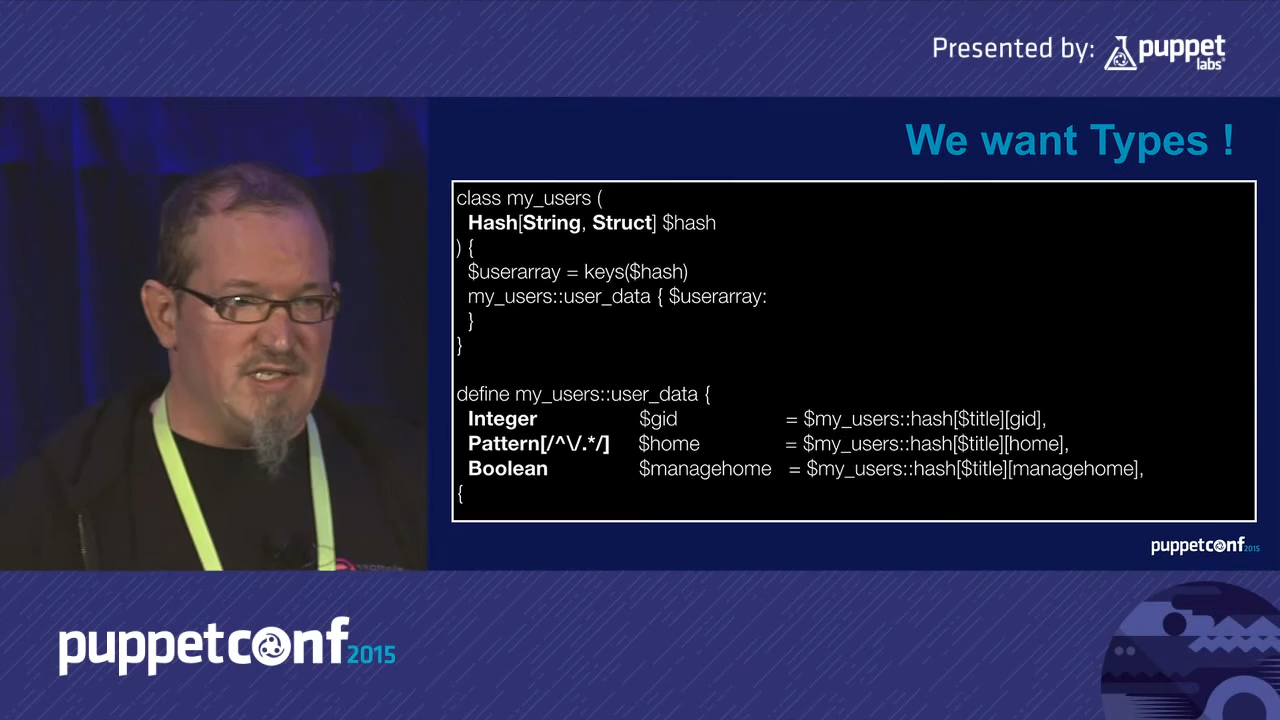 Presented by: puppet labs
We want Types !
class my_users (
Hash[String, Struct] $hash
) {
$userarray = keys($hash)
my_users::user_data { $userarray:
}
}
define my_users::user_data {
Integer $gid = $my_users::hash[$title][gid],
Pattern[/^\/.*/] $home = $my_users::hash[$title][home],
Boolean $managehome = $my_users::hash[$title][managehome],
{
puppetconf 2015
puppetconf 2015